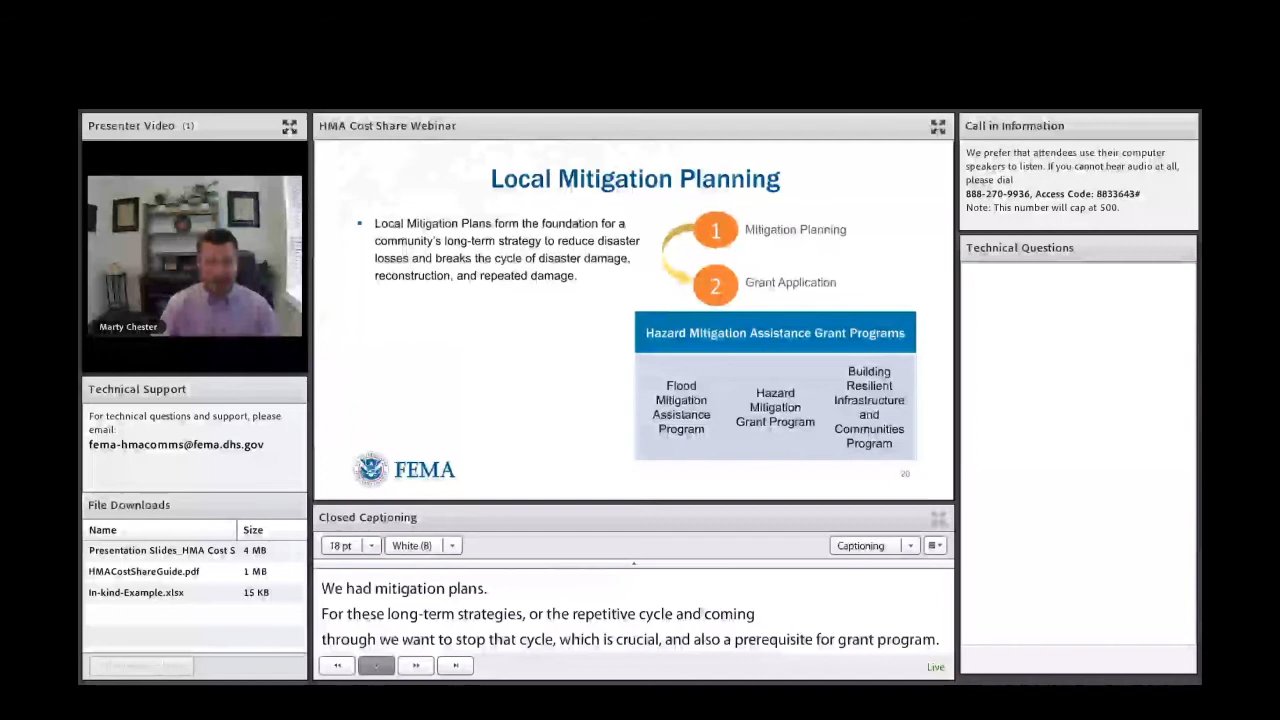 Presenter Video (1)
Marty Chester
Technical Support
For technical questions and support, please
email:
fema-hmacomms@fema.dhs.gov
File Downloads
Name Size
Presentation Slides_HMA Cost S 4 MB
HMACostShareGuide.pdf 1 MB
In-kind-Example.xlsx 15 KB
HMA Cost Share Webinar
Local Mitigation Planning
Local Mitigation Plans form the foundation for a
community's long-term strategy to reduce disaster
losses and breaks the cycle of disaster damage,
reconstruction, and repeated damage.
1 Mitigation Planning
2 Grant Application
Hazard Mitigation Assistance Grant Programs
Flood
Mitigation
Assistance
Program
Hazard
Mitigation
Grant Program
Building
Resilient
Infrastructure
and
Communities
Program
FEMA
20
Closed Captioning
18 pt White (B) Captioning
We had mitigation plans.
For these long-term strategies, or the repetitive cycle and coming
through we want to stop that cycle, which is crucial, and also a prerequisite for grant program.
Live
Call in Information
We prefer that attendees use their computer
speakers to listen. If you cannot hear audio at all,
please dial
888-270-9936, Access Code: 8833643#
Note: This number will cap at 500.
Technical Questions